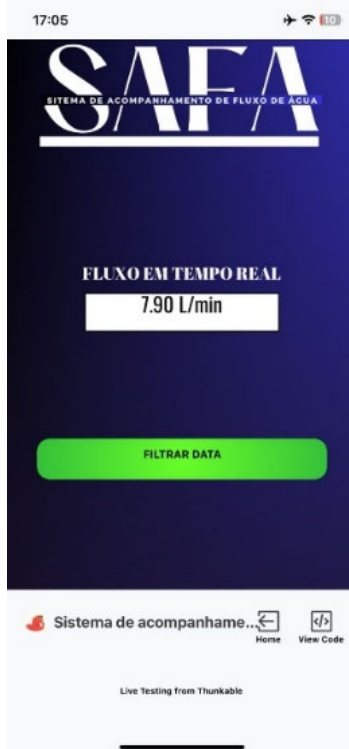 17:05
10
SAFA
SITEMA DE ACOMPANHAMENTO DE FLUXO DE ÁGUA
FLUXO EM TEMPO REAL
7.90 L/min
FILTRAR DATA
Sistema de acompanhame...
Home
View Code
Live Testing from Thunkable